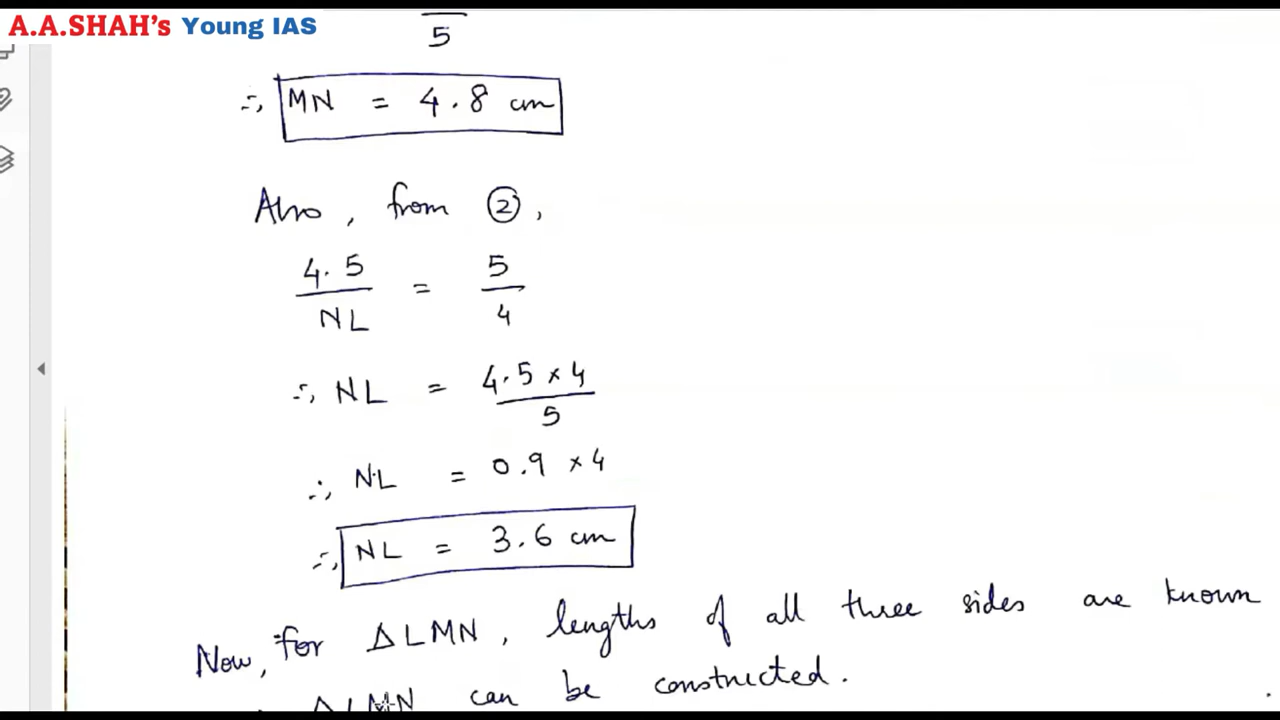 A.A.SHAH's Young IAS
5
∴, MN = 4.8 cm
Also, from ②,
4.5/NL = 5/4
∴, NL = 4.5 × 4/5
∴, NL = 0.9 × 4
∴, NL = 3.6 cm
Now, for △LMN, lengths of all three sides are known
△LMN can be constructed.